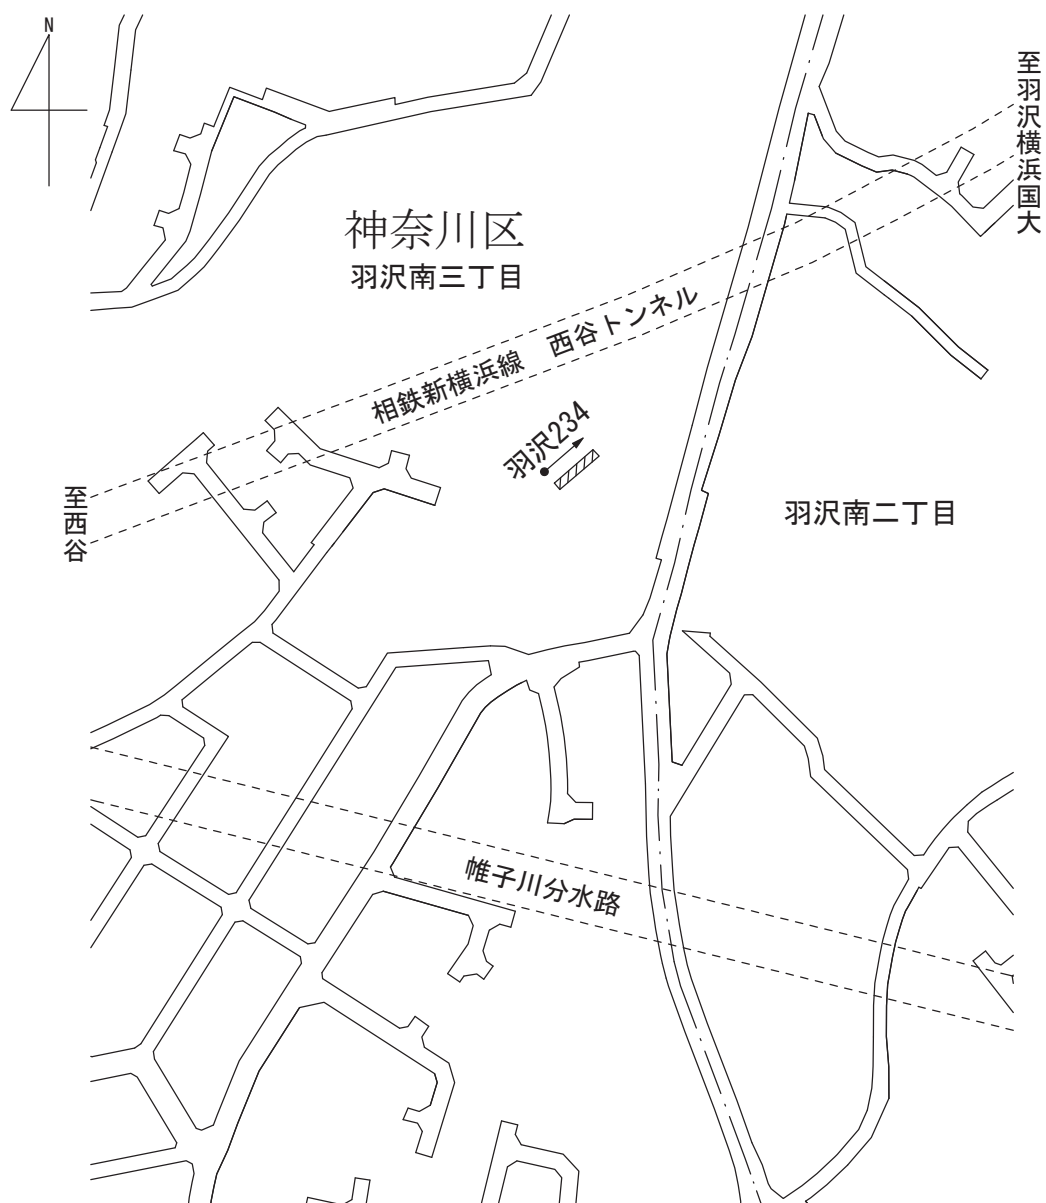 N
至羽沢横浜国大
神奈川区
羽沢南三丁目
相鉄新横浜線 西谷トンネル
羽沢234
至西谷
羽沢南二丁目
帷子川分水路